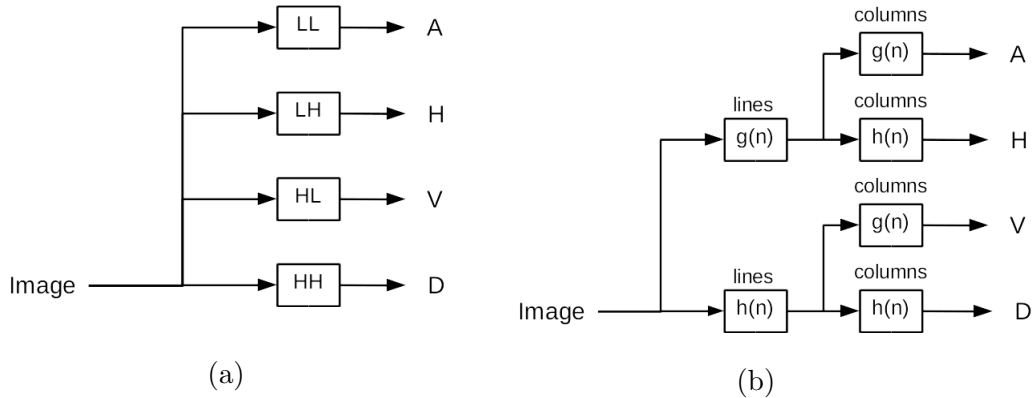 LL A
LH H
HL V
Image HH D
(a)
columns
g(n) A
lines columns
g(n) h(n) H
columns
g(n) V
lines columns
Image h(n) h(n) D
(b)